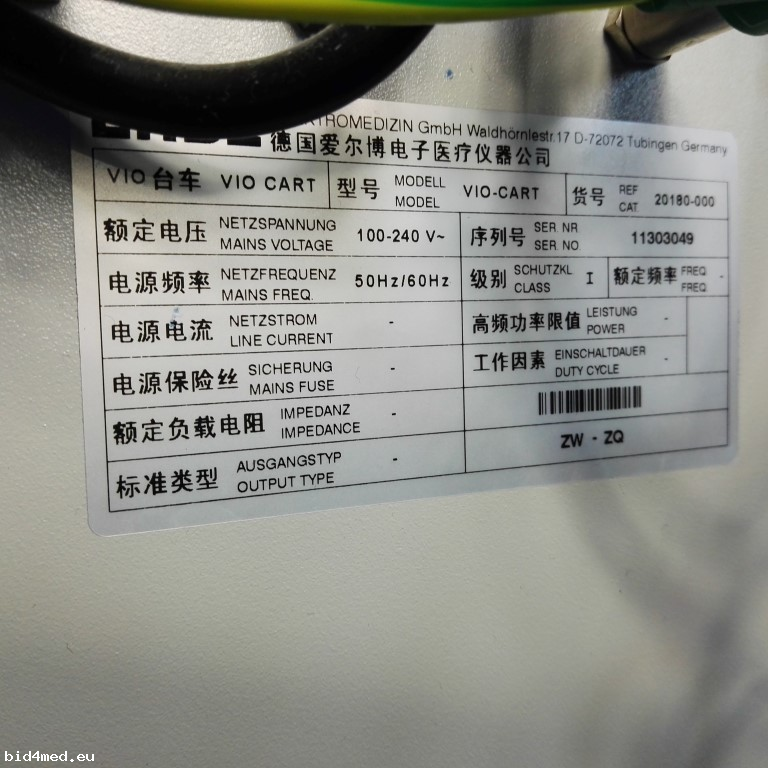 TROMEDIZIN GmbH Waldhörnlestr.17 D-72072 Tubingen Germany
德国爱尔博电子医疗仪器公司
VIO台车 VIO CART 型号 MODELL MODEL VIO-CART 货号 REF CAT. 20180-000
额定电压 NETZSPANNUNG MAINS VOLTAGE 100-240 V~ 序列号 SER. NR SER. NO. 11303049
电源频率 NETZFREQUENZ MAINS FREQ. 50Hz/60Hz 级别 SCHUTZKL CLASS I 额定频率 FREQ FREQ. -
电源电流 NETZSTROM LINE CURRENT - 高频功率限值 LEISTUNG POWER -
电源保险丝 SICHERUNG MAINS FUSE - 工作因素 EINSCHALTDAUER DUTY CYCLE -
额定负载电阻 IMPEDANZ IMPEDANCE -
标准类型 AUSGANGSTYP OUTPUT TYPE - ZW - ZQ
bid4med.eu